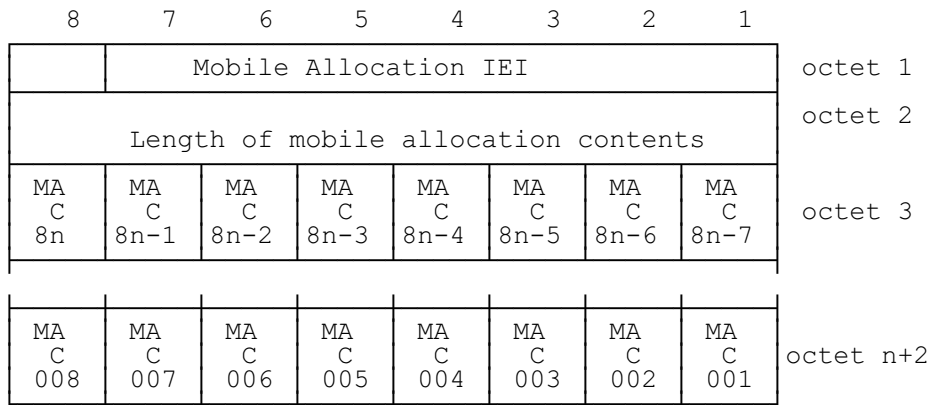 8 7 6 5 4 3 2 1
Mobile Allocation IEI octet 1
octet 2
Length of mobile allocation contents
MA MA MA MA MA MA MA MA
C C C C C C C C octet 3
8n 8n-1 8n-2 8n-3 8n-4 8n-5 8n-6 8n-7
MA MA MA MA MA MA MA MA
C C C C C C C C octet n+2
008 007 006 005 004 003 002 001